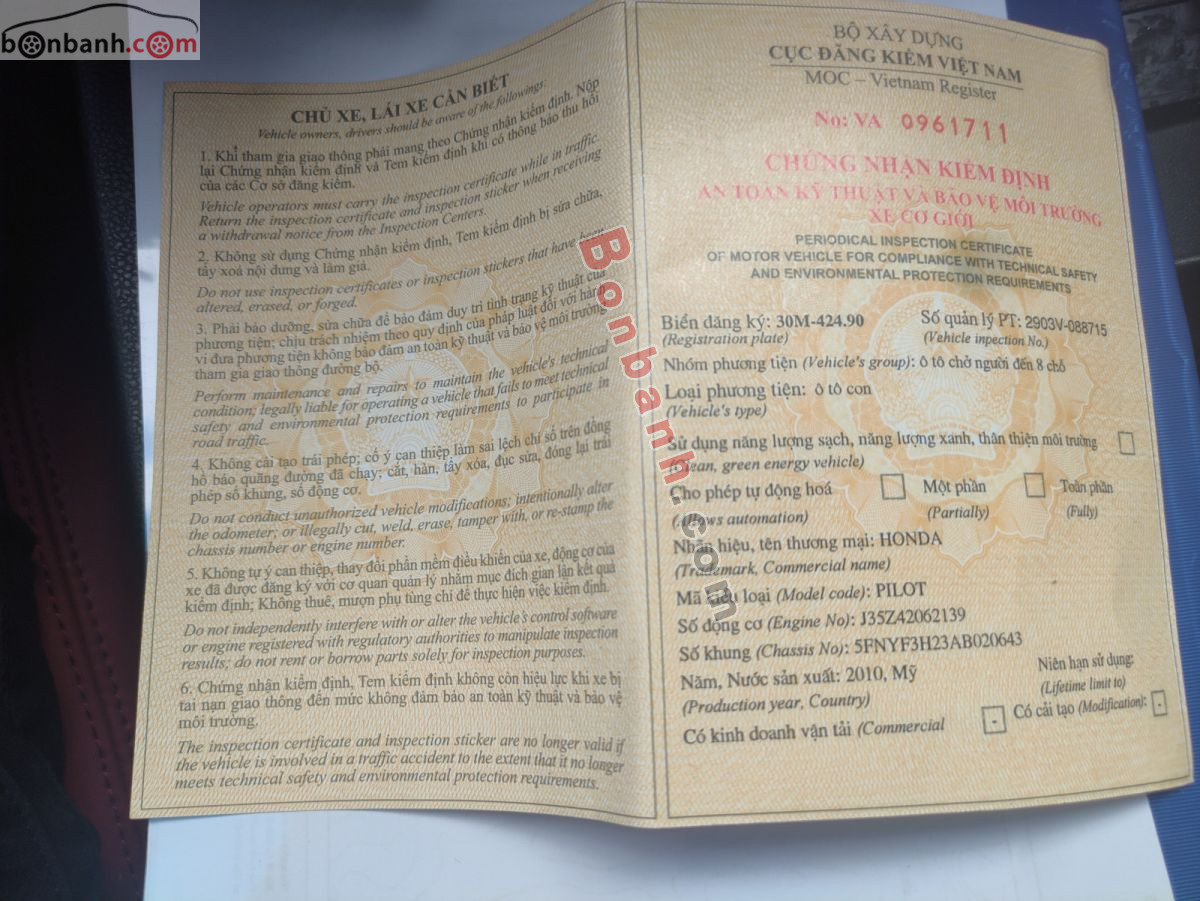 bonbanh.com
CHỦ XE, LÁI XE CẦN BIẾT
Vehicle owners, drivers should be aware of the followings:
1. Khi tham gia giao thông phải mang theo Chứng nhận kiểm định. Nộp
lại Chứng nhận kiểm định và Tem kiểm định khi có thông báo thu hồi
của các Cơ sở đăng kiểm.
Vehicle operators must carry the inspection certificate while in traffic.
Return the inspection certificate and inspection sticker when receiving
a withdrawal notice from the Inspection Centers.
2. Không sử dụng Chứng nhận kiểm định, Tem kiểm định bị sửa chữa,
tẩy xoá nội dung và làm giả.
Do not use inspection certificates or inspection stickers that have been
altered, erased, or forged.
3. Phải bảo dưỡng, sửa chữa để bảo đảm duy trì tình trạng kỹ thuật của
phương tiện; chịu trách nhiệm theo quy định của pháp luật đối với hành
vi đưa phương tiện không bảo đảm an toàn kỹ thuật và bảo vệ môi trường
tham gia giao thông đường bộ.
Perform maintenance and repairs to maintain the vehicle's technical
condition; legally liable for operating a vehicle that fails to meet technical
safety and environmental protection requirements to participate in
road traffic.
4. Không cải tạo trái phép; cố ý can thiệp làm sai lệch chỉ số trên đồng
hồ báo quãng đường đã chạy; cắt, hàn, tẩy xóa, đục sửa, đóng lại trái
phép số khung, số động cơ.
Do not conduct unauthorized vehicle modifications; intentionally alter
the odometer; or illegally cut, weld, erase, tamper with, or re-stamp the
chassis number or engine number.
5. Không tự ý can thiệp, thay đổi phần mềm điều khiển của xe, động cơ của
xe đã được đăng ký với cơ quan quản lý nhằm mục đích gian lận kết quả
kiểm định; Không thuê, mượn phụ tùng chỉ để thực hiện việc kiểm định.
Do not independently interfere with or alter the vehicle's control software
or engine registered with regulatory authorities to manipulate inspection
results; do not rent or borrow parts solely for inspection purposes.
6. Chứng nhận kiểm định, Tem kiểm định không còn hiệu lực khi xe bị
tai nạn giao thông đến mức không đảm bảo an toàn kỹ thuật và bảo vệ
môi trường.
The inspection certificate and inspection sticker are no longer valid if
the vehicle is involved in a traffic accident to the extent that it no longer
meets technical safety and environmental protection requirements.
BỘ XÂY DỰNG
CỤC ĐĂNG KIỂM VIỆT NAM
MOC – Vietnam Register
No: VA 0961711
CHỨNG NHẬN KIỂM ĐỊNH
AN TOÀN KỸ THUẬT VÀ BẢO VỆ MÔI TRƯỜNG
XE CƠ GIỚI
PERIODICAL INSPECTION CERTIFICATE
OF MOTOR VEHICLE FOR COMPLIANCE WITH TECHNICAL SAFETY
AND ENVIRONMENTAL PROTECTION REQUIREMENTS
Biển đăng ký: 30M-424.90 Số quản lý PT: 2903V-088715
(Registration plate) (Vehicle inpection No.)
Nhóm phương tiện (Vehicle's group): ô tô chở người đến 8 chỗ
Loại phương tiện: ô tô con
(Vehicle's type)
Sử dụng năng lượng sạch, năng lượng xanh, thân thiện môi trường
(Clean, green energy vehicle)
Cho phép tự động hoá Một phần Toàn phần
(Allows automation) (Partially) (Fully)
Nhãn hiệu, tên thương mại: HONDA
(Trademark, Commercial name)
Mã kiểu loại (Model code): PILOT
Số động cơ (Engine No): J35Z42062139
Số khung (Chassis No): 5FNYF3H23AB020643
Năm, Nước sản xuất: 2010, Mỹ Niên hạn sử dụng:
(Production year, Country) (Lifetime limit to)
Có kinh doanh vận tải (Commercial - Có cải tạo (Modification): -
Bonbanh.com